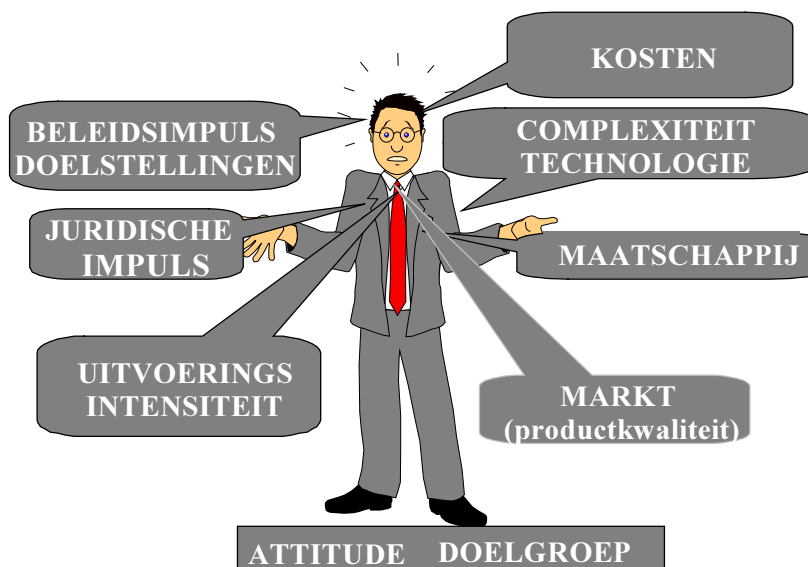 KOSTEN
BELEIDSIMPULS
DOELSTELLINGEN
COMPLEXITEIT
TECHNOLOGIE
JURIDISCHE
IMPULS
MAATSCHAPPIJ
UITVOERINGS
INTENSITEIT
MARKT
(productkwaliteit)
ATTITUDE DOELGROEP